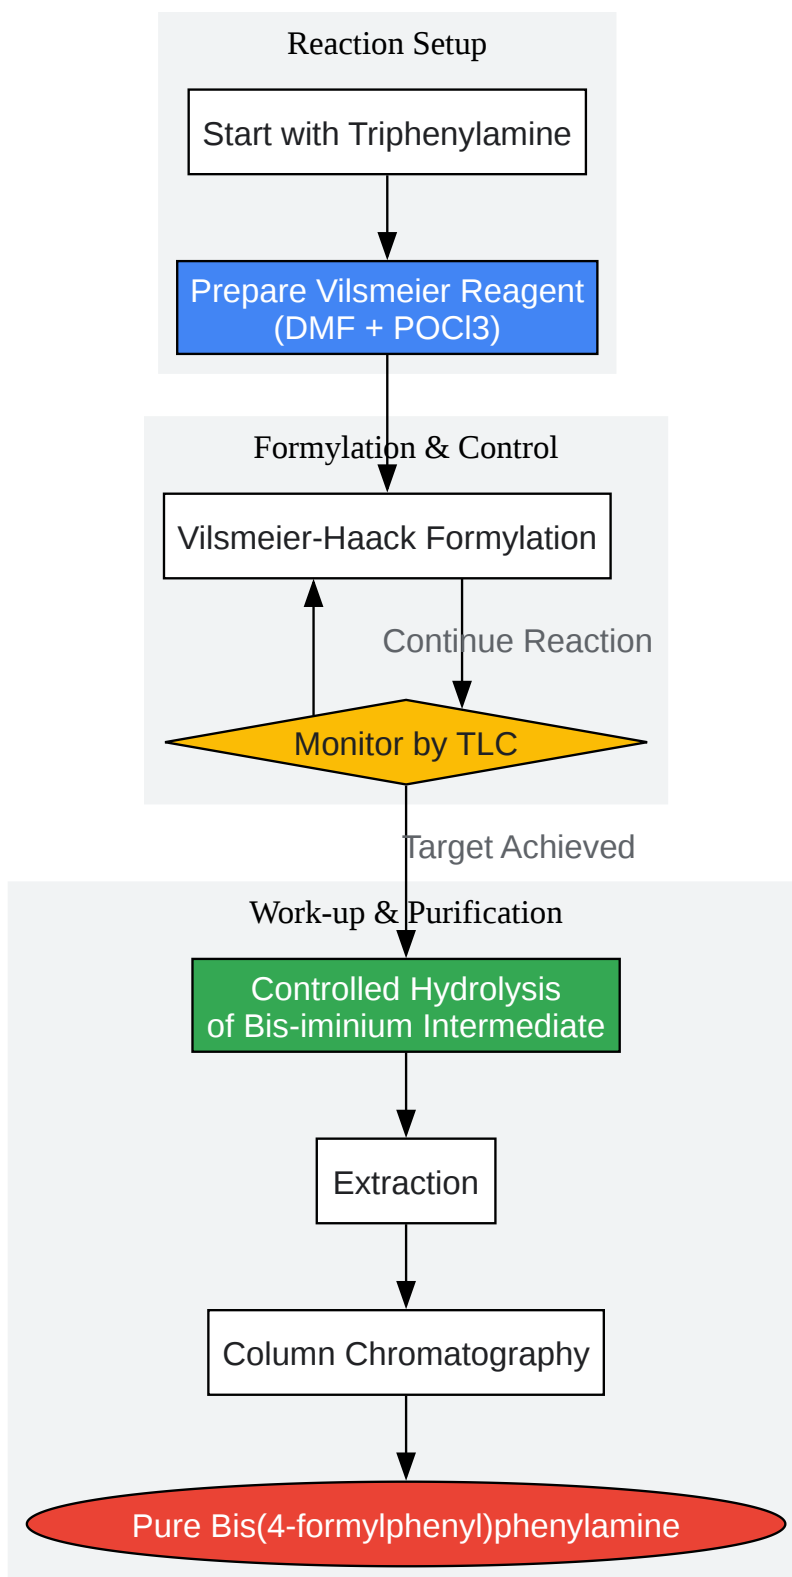 Reaction Setup
Start with Triphenylamine
Prepare Vilsmeier Reagent
(DMF + POCl3)
Formylation & Control
Vilsmeier-Haack Formylation
Continue Reaction
Monitor by TLC
Target Achieved
Work-up & Purification
Controlled Hydrolysis
of Bis-iminium Intermediate
Extraction
Column Chromatography
Pure Bis(4-formylphenyl)phenylamine